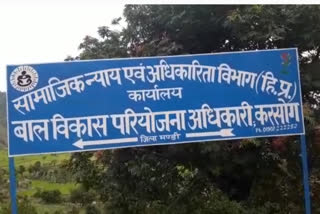 सामाजिक न्याय एवं अधिकारिता विभाग (हि.प्र.)
कार्यालय
बाल विकास परियोजना अधिकारी, करसोग
जिला मण्डी